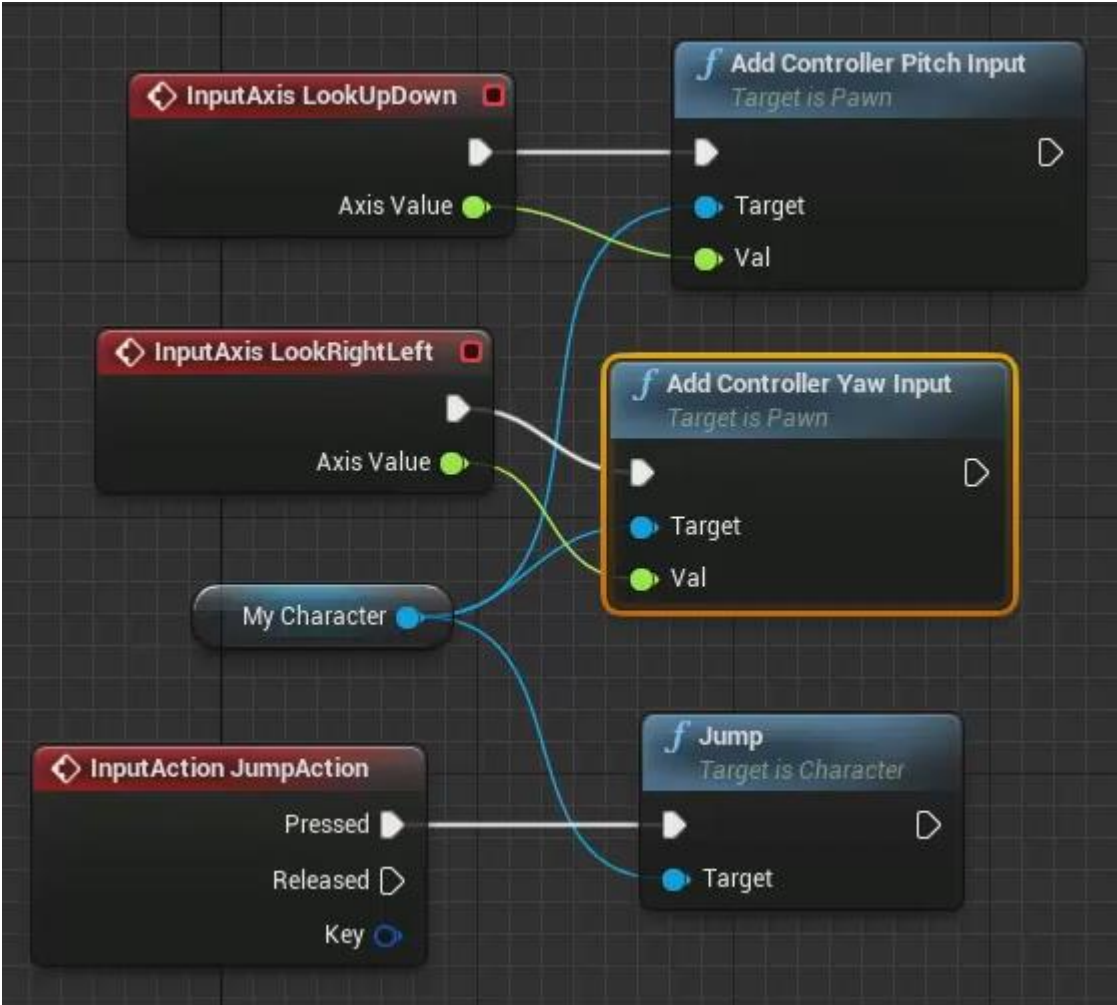 InputAxis LookUpDown
Axis Value
f Add Controller Pitch Input
Target is Pawn
Target
Val
InputAxis LookRightLeft
Axis Value
f Add Controller Yaw Input
Target is Pawn
Target
Val
My Character
InputAction JumpAction
Pressed
Released
Key
f Jump
Target is Character
Target